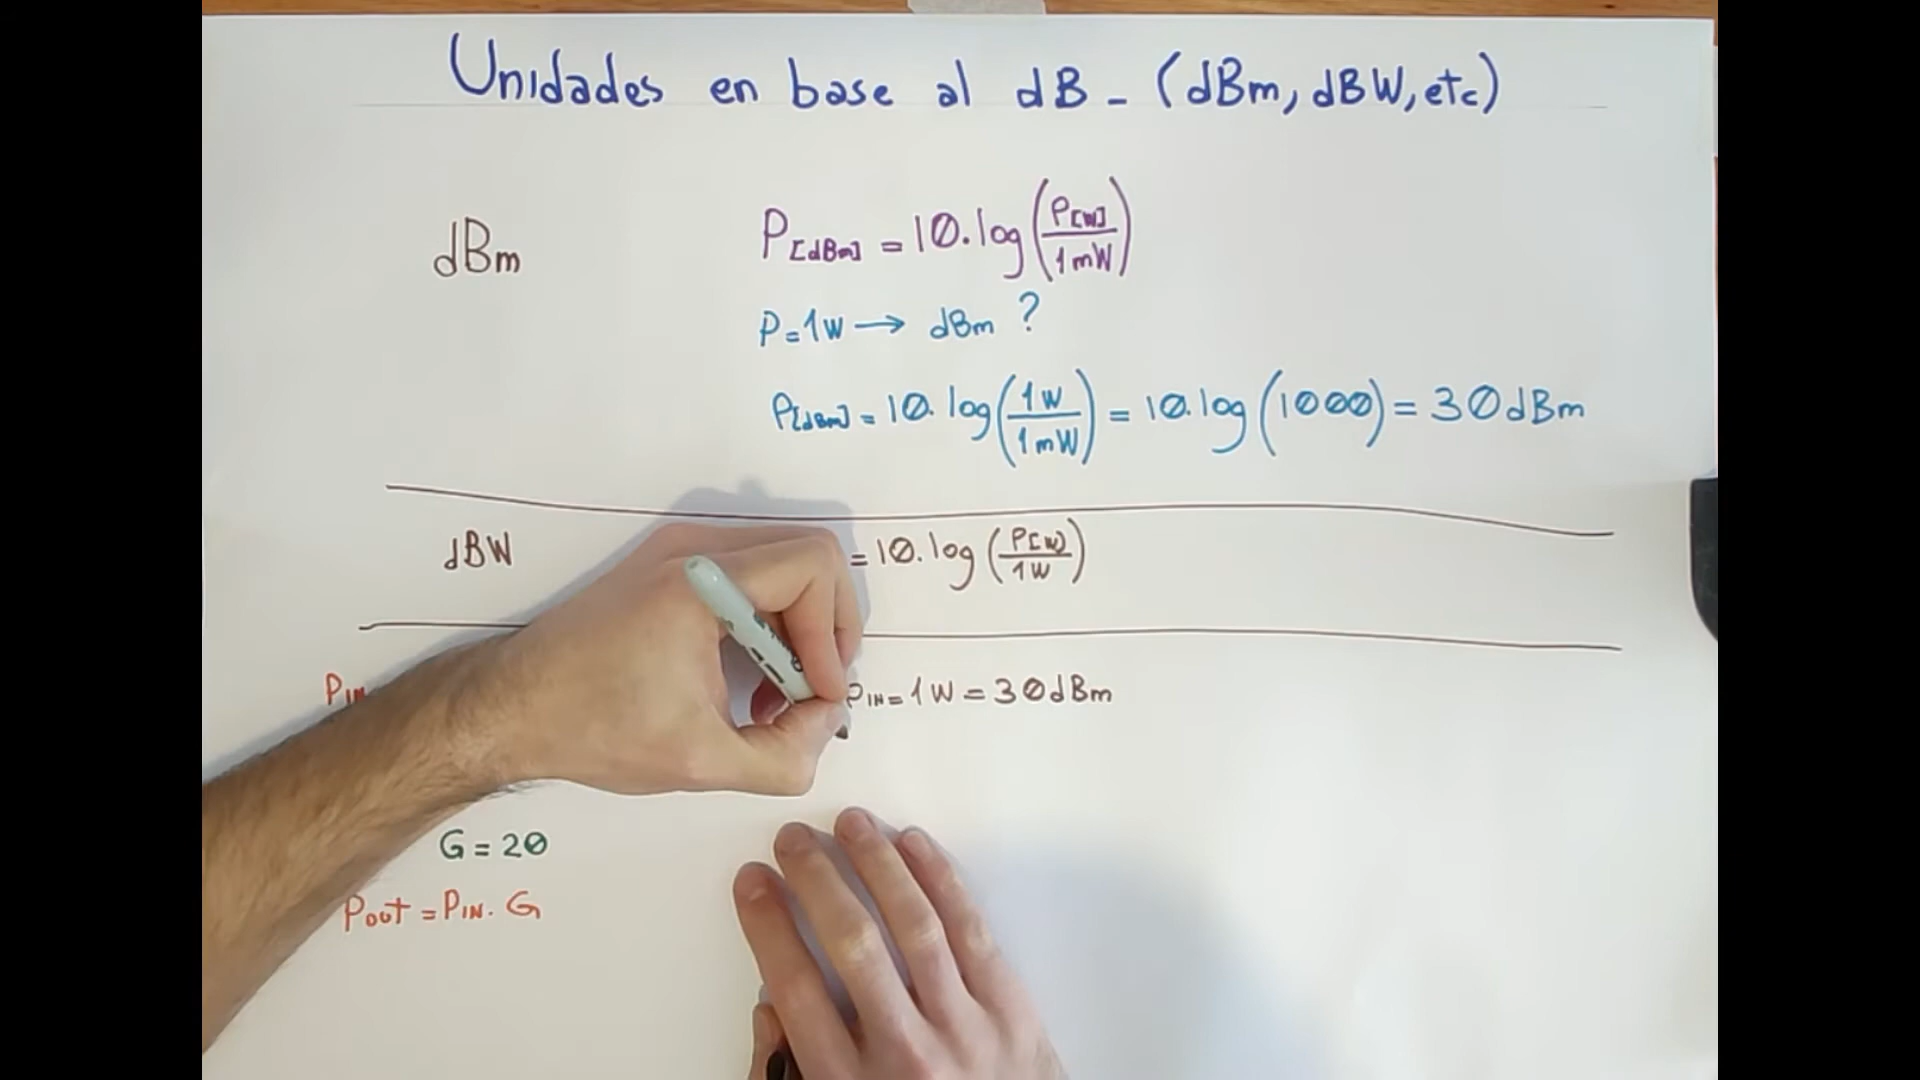 Unidades en base al dB - (dBm, dBW, etc)
dBm
P[dBm] = 10.log(P[W]/1mW)
P=1W → dBm ?
P[dBm] = 10.log(1W/1mW) = 10.log(1000) = 30dBm
dBW
= 10.log(P[W]/1W)
PIN
PIN = 1W = 30dBm
G = 20
POUT = PIN.G